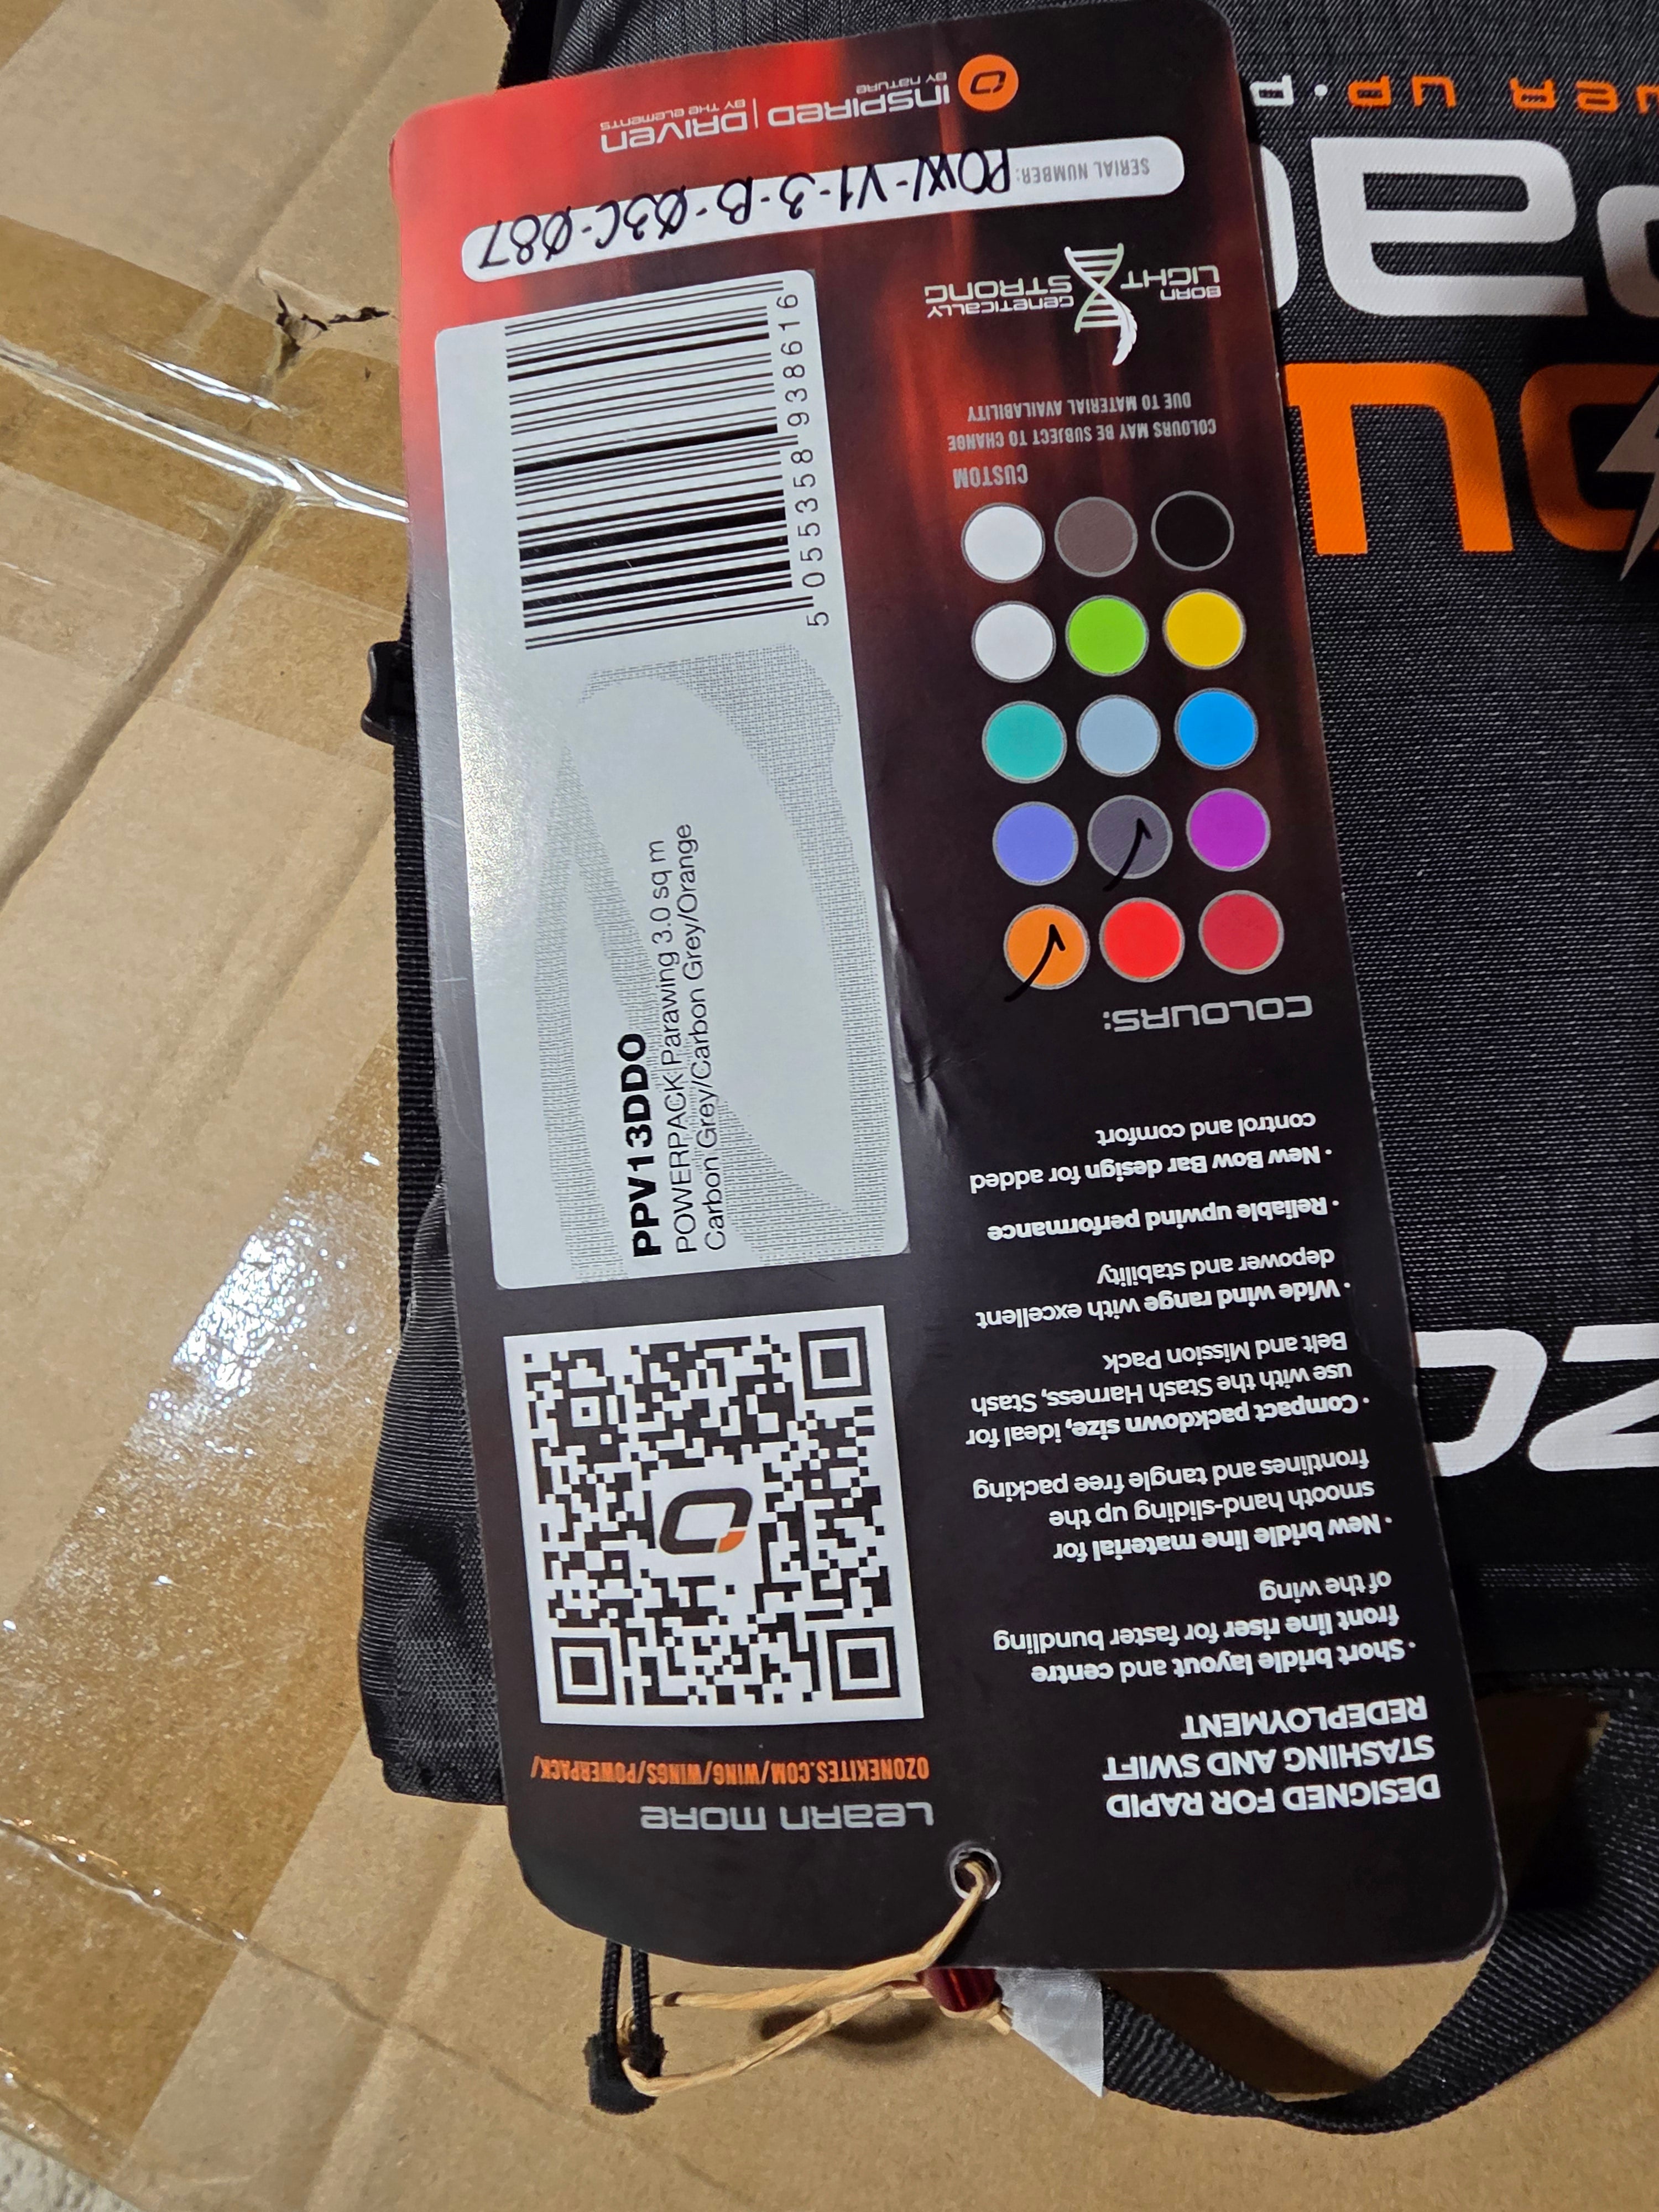 DESIGNED FOR RAPID
STASHING AND SWIFT
REDEPLOYMENT
· Short bridle layout and centre
front line riser for faster bundling
of the wing
· New bridle line material for
smooth hand-sliding up the
frontlines and tangle free packing
· Compact packdown size, ideal for
use with the Stash Harness, Stash
Belt and Mission Pack
· Wide wind range with excellent
depower and stability
· Reliable upwind performance
· New Bow Bar design for added
control and comfort
COLOURS:
CUSTOM
COLOURS MAY BE SUBJECT TO CHANGE
DUE TO MATERIAL AVAILABILITY
BORN GENETICALLY
LIGHT STRONG
LEARN MORE
OZONEKITES.COM/WING/WINGS/POWERPACK/
PPV13DDO
POWERPACK Parawing 3.0 sq m
Carbon Grey/Carbon Grey/Orange
5 055358 938616
SERIAL NUMBER: POW-V1-3-B-03C-087
INSPIRED | DRIVEN
BY NATURE BY THE ELEMENTS